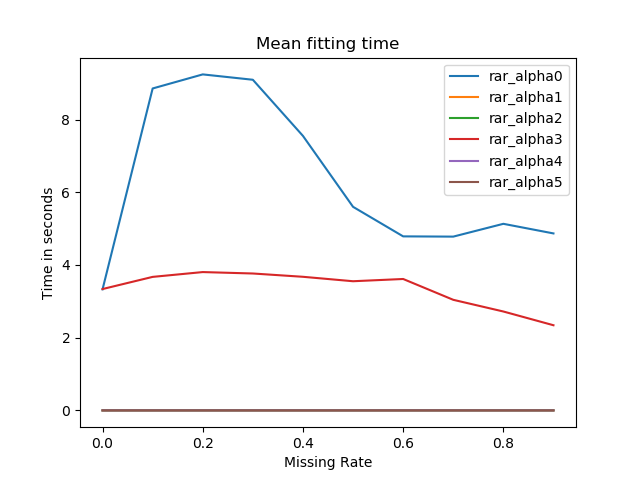 Mean fitting time
rar_alpha0
rar_alpha1
rar_alpha2
rar_alpha3
rar_alpha4
rar_alpha5
Time in seconds
8
6
4
2
0
0.0 0.2 0.4 0.6 0.8
Missing Rate